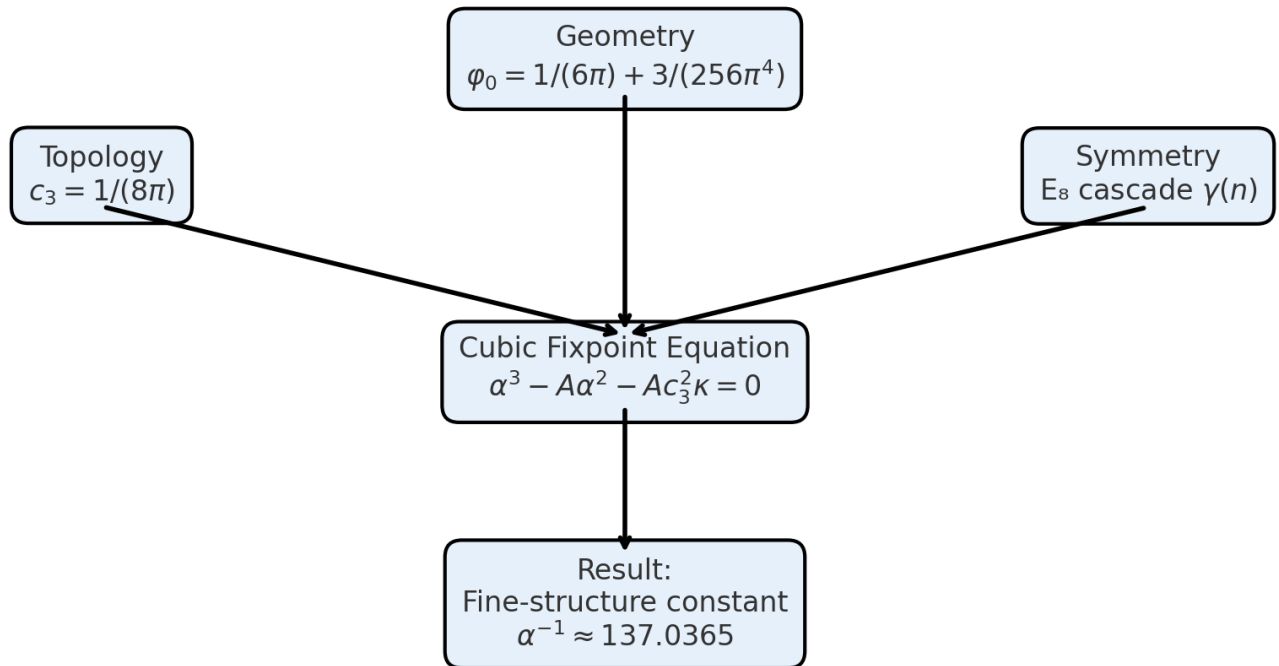 Geometry
φ₀ = 1/(6π) + 3/(256π⁴)
Topology
c₃ = 1/(8π)
Symmetry
E₈ cascade γ(n)
Cubic Fixpoint Equation
α³ − Aα² − Ac₃²κ = 0
Result:
Fine-structure constant
α⁻¹ ≈ 137.0365